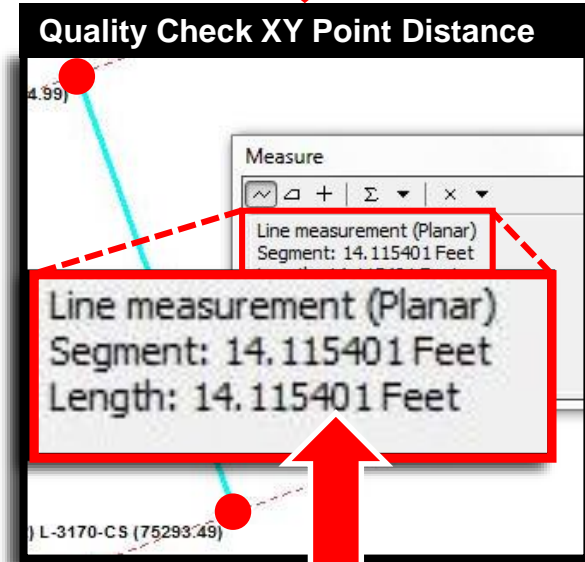 Quality Check XY Point Distance
4.99)
Measure
Line measurement (Planar)
Segment: 14.115401 Feet
Line measurement (Planar)
Segment: 14.115401 Feet
Length: 14.115401 Feet
) L-3170-CS (75293.49)